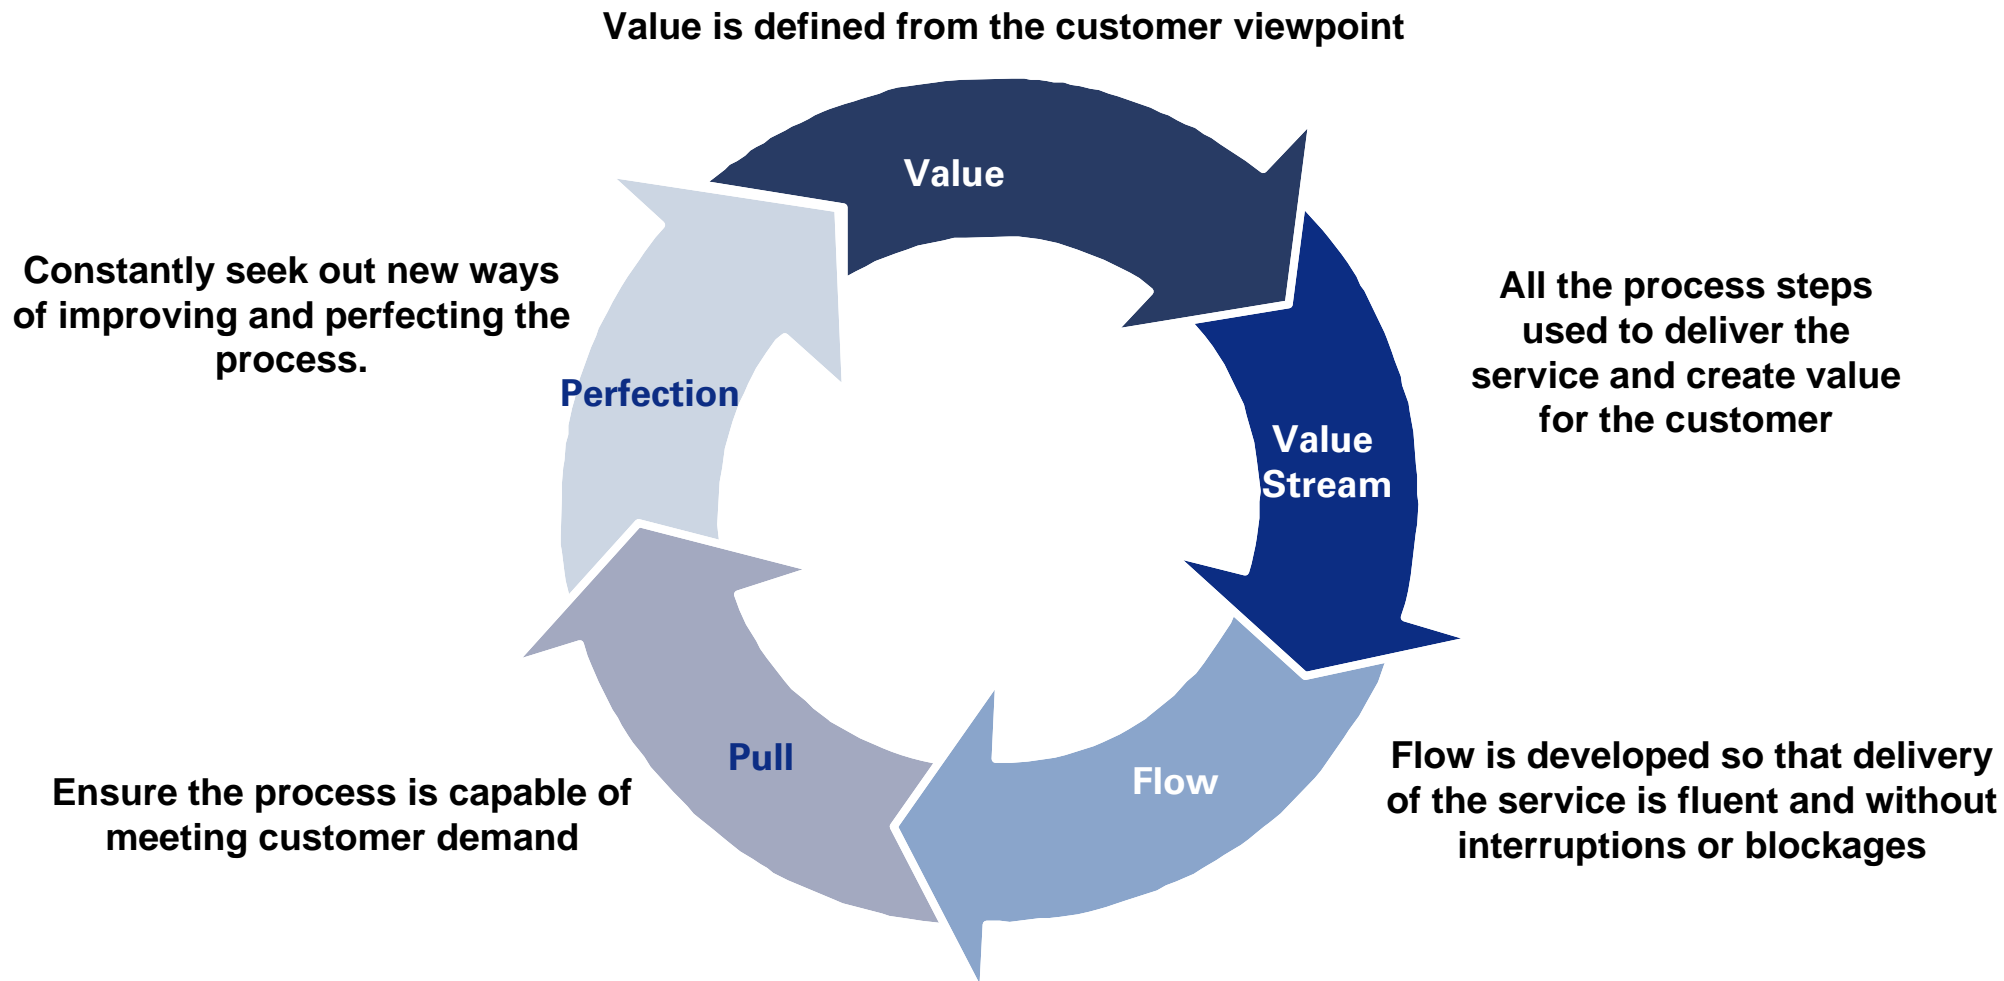 Value is defined from the customer viewpoint
Value
Constantly seek out new ways
of improving and perfecting the
process.
Perfection
All the process steps
used to deliver the
service and create value
for the customer
Value
Stream
Pull
Ensure the process is capable of
meeting customer demand
Flow
Flow is developed so that delivery
of the service is fluent and without
interruptions or blockages